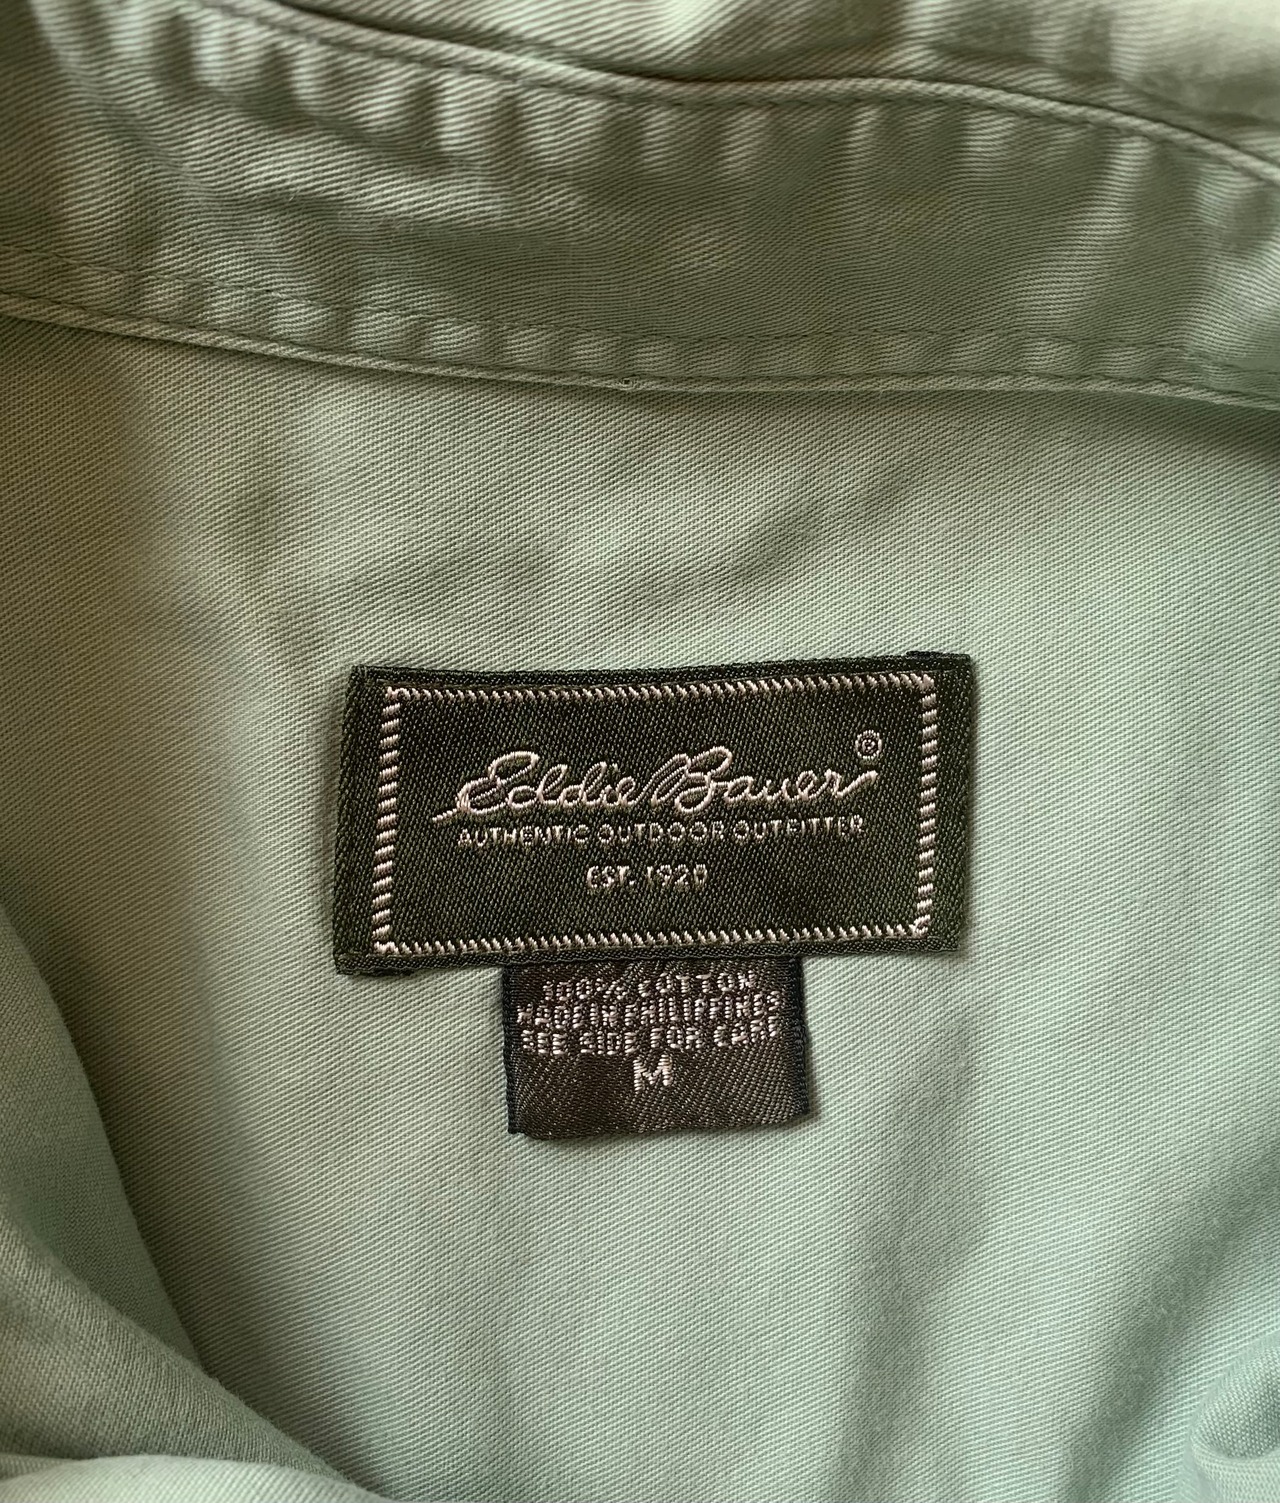 Eddie Bauer®
AUTHENTIC OUTDOOR OUTFITTER
EST. 1920
100% COTTON
MADE IN PHILIPPINES
SEE SIDE FOR CARE
M